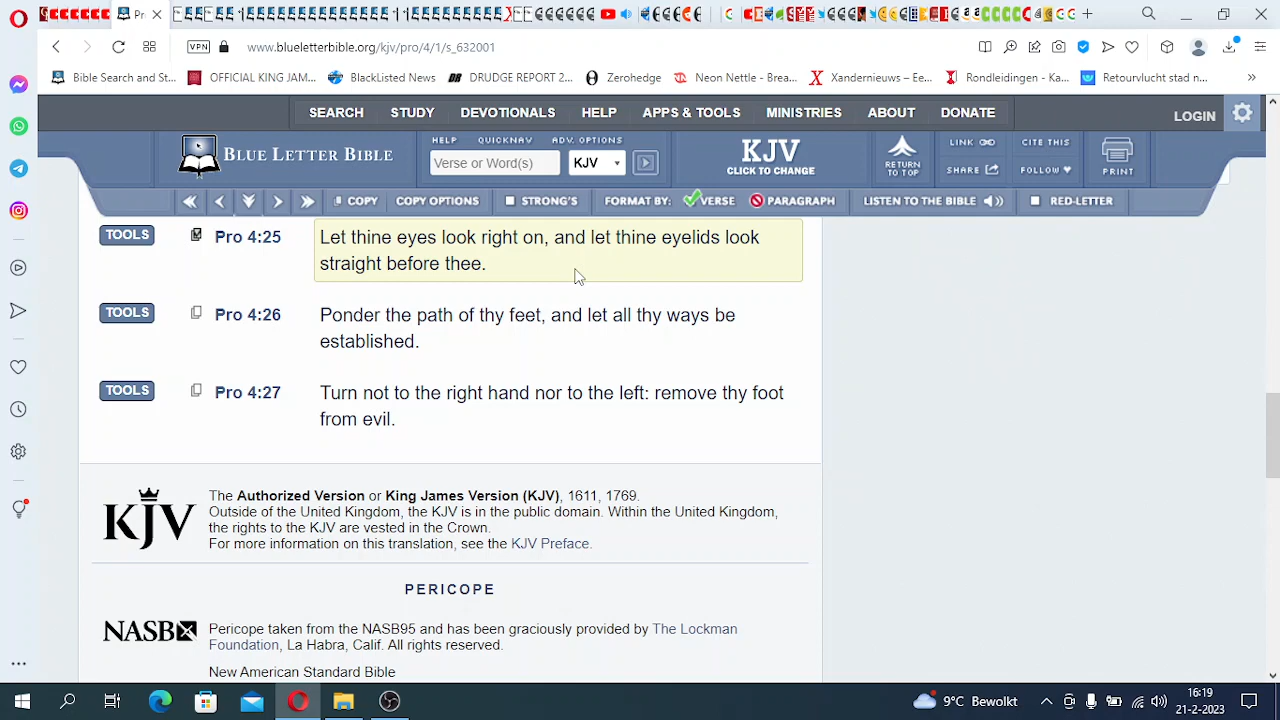 Pr
www.blueletterbible.org/kjv/pro/4/1/s_632001
VPN
Bible Search and St...
OFFICIAL KING JAM...
BlackListed News
DRUDGE REPORT 2...
Zerohedge
Neon Nettle - Brea...
Xandernieuws – Ee...
Rondleidingen - Ka...
Retourvlucht stad n...
SEARCH STUDY DEVOTIONALS HELP APPS & TOOLS MINISTRIES ABOUT DONATE
LOGIN
BLUE LETTER BIBLE
HELP QUICKNAV ADV. OPTIONS
Verse or Word(s) KJV
KJV
CLICK TO CHANGE
RETURN
TO TOP
LINK CITE THIS
SHARE FOLLOW
PRINT
COPY COPY OPTIONS STRONG'S FORMAT BY: VERSE PARAGRAPH LISTEN TO THE BIBLE RED-LETTER
TOOLS Pro 4:25 Let thine eyes look right on, and let thine eyelids look
straight before thee.
TOOLS Pro 4:26 Ponder the path of thy feet, and let all thy ways be
established.
TOOLS Pro 4:27 Turn not to the right hand nor to the left: remove thy foot
from evil.
KJV
The Authorized Version or King James Version (KJV), 1611, 1769.
Outside of the United Kingdom, the KJV is in the public domain. Within the United Kingdom,
the rights to the KJV are vested in the Crown.
For more information on this translation, see the KJV Preface.
PERICOPE
NASB
Pericope taken from the NASB95 and has been graciously provided by The Lockman
Foundation, La Habra, Calif. All rights reserved.
New American Standard Bible
9°C Bewolkt
16:19
21-2-2023